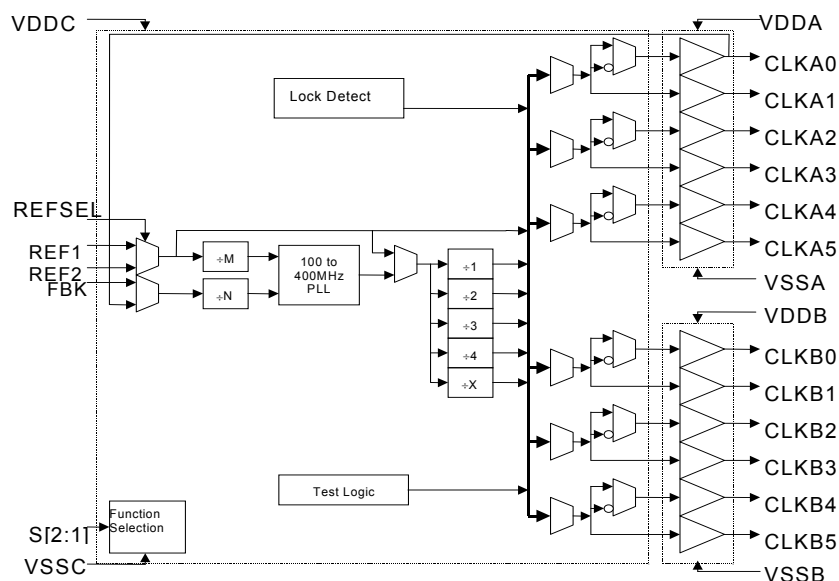 VDDC
VDDA
CLKA0
Lock Detect
CLKA1
CLKA2
CLKA3
REFSEL
CLKA4
REF1
CLKA5
÷M
100 to
400MHz
PLL
÷1
REF2
FBK
÷N
÷2
VSSA
÷3
VDDB
÷4
CLKB0
÷X
CLKB1
CLKB2
CLKB3
Test Logic
CLKB4
Function
Selection
S[2:1]
CLKB5
VSSC
VSSB